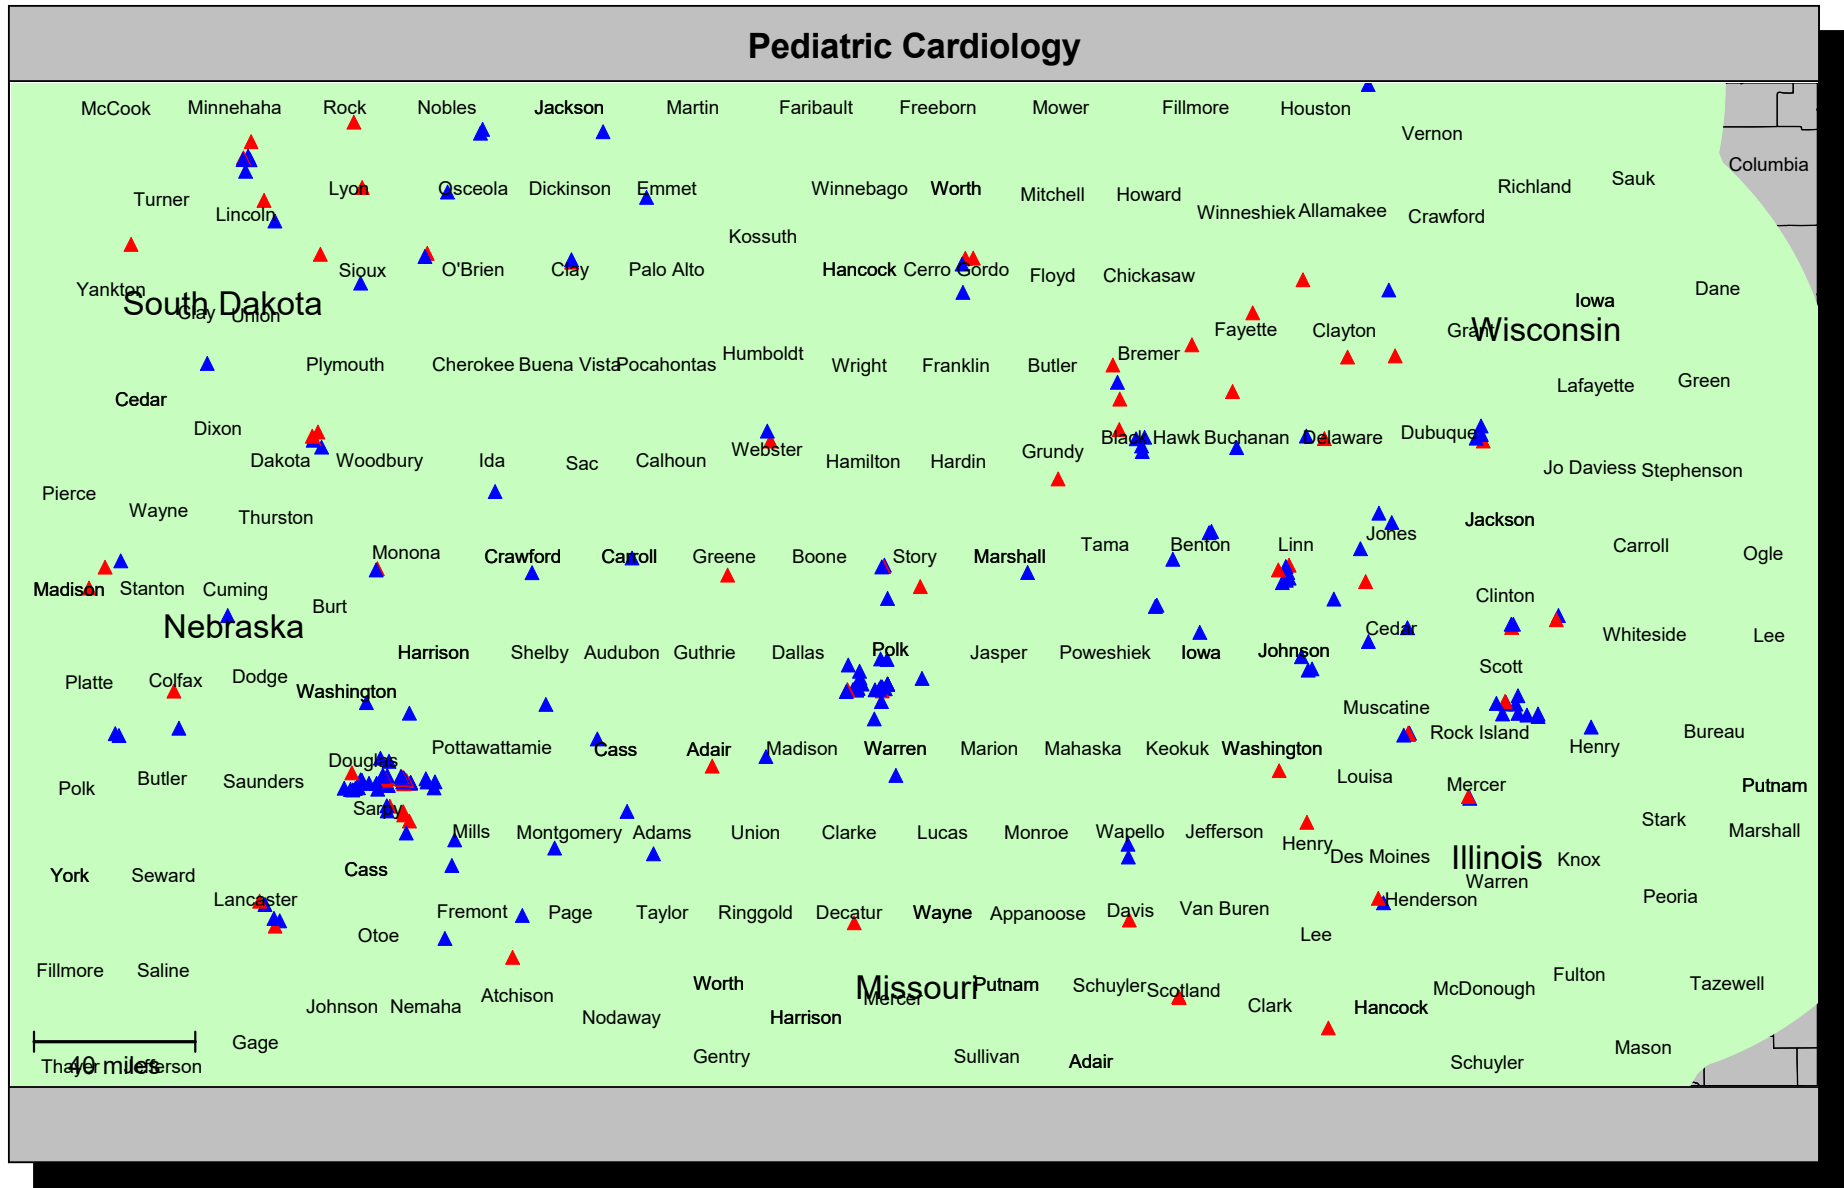 Pediatric Cardiology
McCook Minnehaha Rock Nobles Jackson Martin Faribault Freeborn Mower Fillmore Houston
Vernon
Columbia
Turner Lincoln Lyon Osceola Dickinson Emmet Winnebago Worth Mitchell Howard Winneshiek Allamakee Crawford Richland Sauk
Kossuth
Yankton Sioux O'Brien Clay Palo Alto Hancock Cerro Gordo Floyd Chickasaw Iowa Dane
South Dakota
Clay Union
Fayette Clayton Grant
Wisconsin
Plymouth Cherokee Buena Vista Pocahontas Humboldt Wright Franklin Butler Bremer Lafayette Green
Cedar
Dixon
Dakota Woodbury Ida Sac Calhoun Webster Hamilton Hardin Grundy Black Hawk Buchanan Delaware Dubuque Jo Daviess Stephenson
Pierce
Wayne Thurston Jackson
Monona Crawford Carroll Greene Boone Story Marshall Tama Benton Linn Jones Carroll Ogle
Madison Stanton Cuming Burt Clinton
Nebraska
Cedar Whiteside Lee
Harrison Shelby Audubon Guthrie Dallas Polk Jasper Poweshiek Iowa Johnson Scott
Platte Colfax Dodge Washington Muscatine
Rock Island Henry Bureau
Pottawattamie Cass Adair Madison Warren Marion Mahaska Keokuk Washington
Polk Butler Saunders Douglas Louisa Mercer Putnam
Sarpy
Mills Montgomery Adams Union Clarke Lucas Monroe Wapello Jefferson Henry Stark Marshall
Des Moines
Illinois
Knox
York Seward Cass Warren
Lancaster Fremont Page Taylor Ringgold Decatur Wayne Appanoose Davis Van Buren Henderson Peoria
Otoe Lee
Fillmore Saline Fulton
Worth
Missouri
Putnam Schuyler Scotland McDonough Tazewell
Johnson Nemaha Atchison Mercer Clark Hancock
Nodaway Harrison
Gage Mason
Gentry Sullivan Adair Schuyler
Thayer Jefferson
40 miles